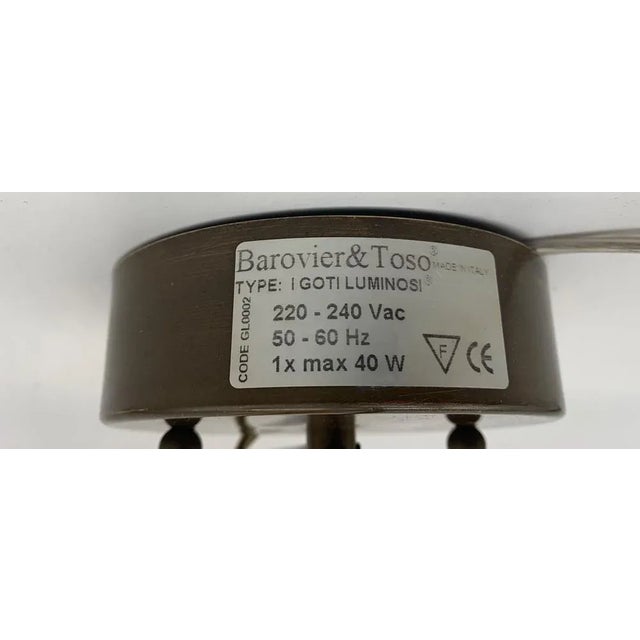 Barovier&Toso® MADE IN ITALY
TYPE: I GOTI LUMINOSI®
220 - 240 Vac
50 - 60 Hz
1x max 40 W
F CE
CODE GL0002